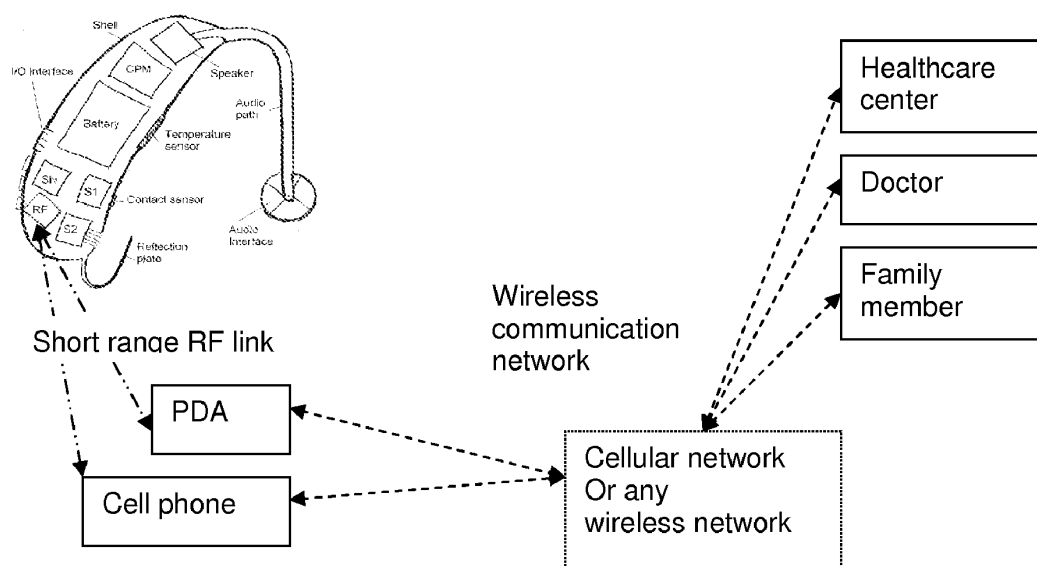 Shell
CPM
Speaker
I/O Interface
Battery
Audio
path
Temperature
sensor
S1
Contact sensor
RF
S2
Audio
Interface
Reflection
plate
Healthcare
center
Doctor
Family
member
Wireless
communication
network
Short range RF link
PDA
Cell phone
Cellular network
Or any
wireless network